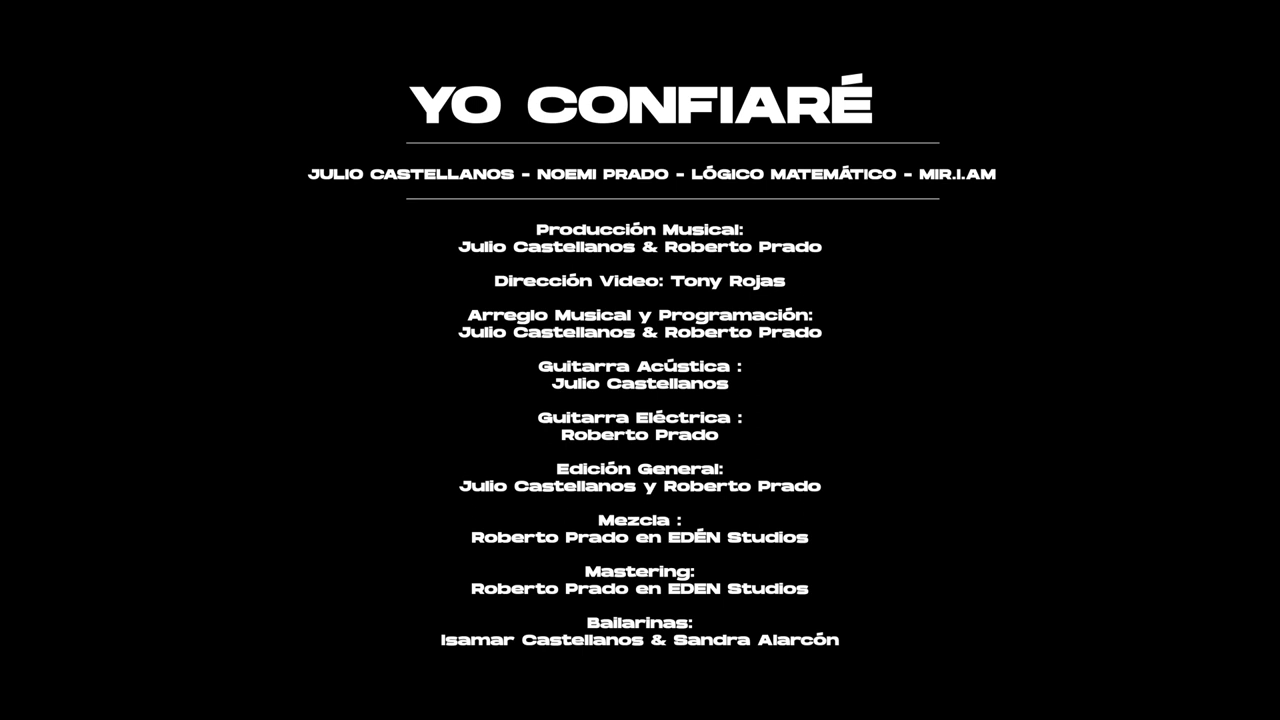 YO CONFIARÉ
JULIO CASTELLANOS - NOEMI PRADO - LÓGICO MATEMÁTICO - MIR.I.AM
Producción Musical:
Julio Castellanos & Roberto Prado
Dirección Video: Tony Rojas
Arreglo Musical y Programación:
Julio Castellanos & Roberto Prado
Guitarra Acústica :
Julio Castellanos
Guitarra Eléctrica :
Roberto Prado
Edición General:
Julio Castellanos y Roberto Prado
Mezcla :
Roberto Prado en EDÉN Studios
Mastering:
Roberto Prado en EDEN Studios
Bailarinas:
Isamar Castellanos & Sandra Alarcón